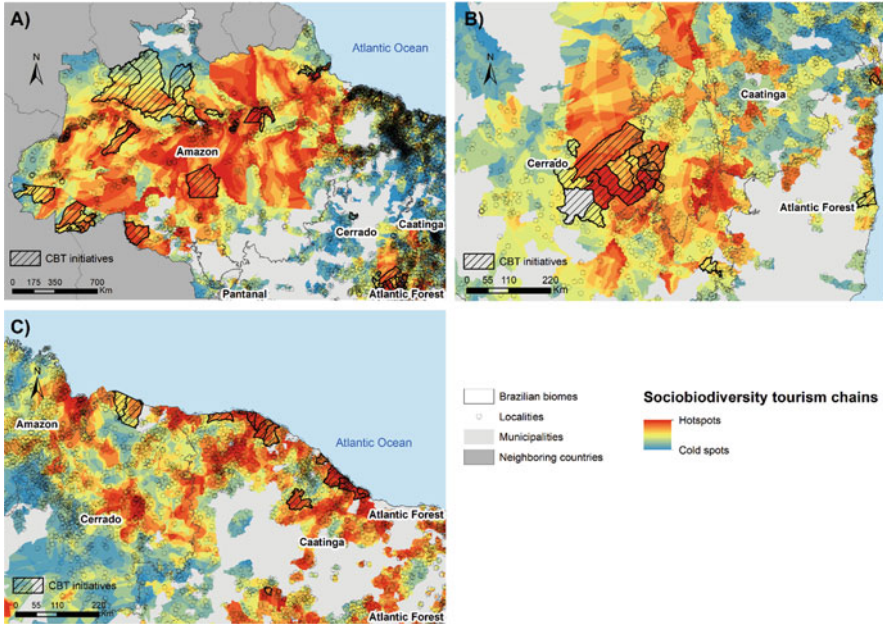 A)
N
Atlantic Ocean
Amazon
Cerrado
Caatinga
CBT initiatives
0 175 350 700
Km
Pantanal
Atlantic Forest
B)
N
Caatinga
Cerrado
Atlantic Forest
CBT initiatives
0 55 110 220
Km
C)
N
Amazon
Atlantic Ocean
Cerrado
Atlantic Forest
Caatinga
CBT initiatives
0 55 110 220
Km
Atlantic Forest
Brazilian biomes
Localities
Municipalities
Neighboring countries
Sociobiodiversity tourism chains
Hotspots
Cold spots